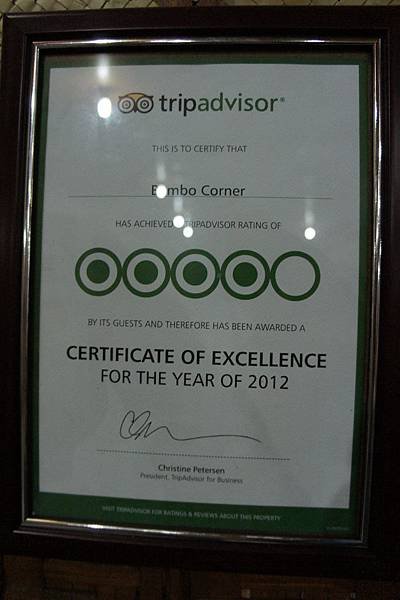 tripadvisor®
THIS IS TO CERTIFY THAT
Bambo Corner
HAS ACHIEVED A TRIPADVISOR RATING OF
BY ITS GUESTS AND THEREFORE HAS BEEN AWARDED A
CERTIFICATE OF EXCELLENCE
FOR THE YEAR OF 2012
Christine Petersen
President, TripAdvisor for Business
VISIT TRIPADVISOR FOR RATINGS & REVIEWS ABOUT THIS PROPERTY